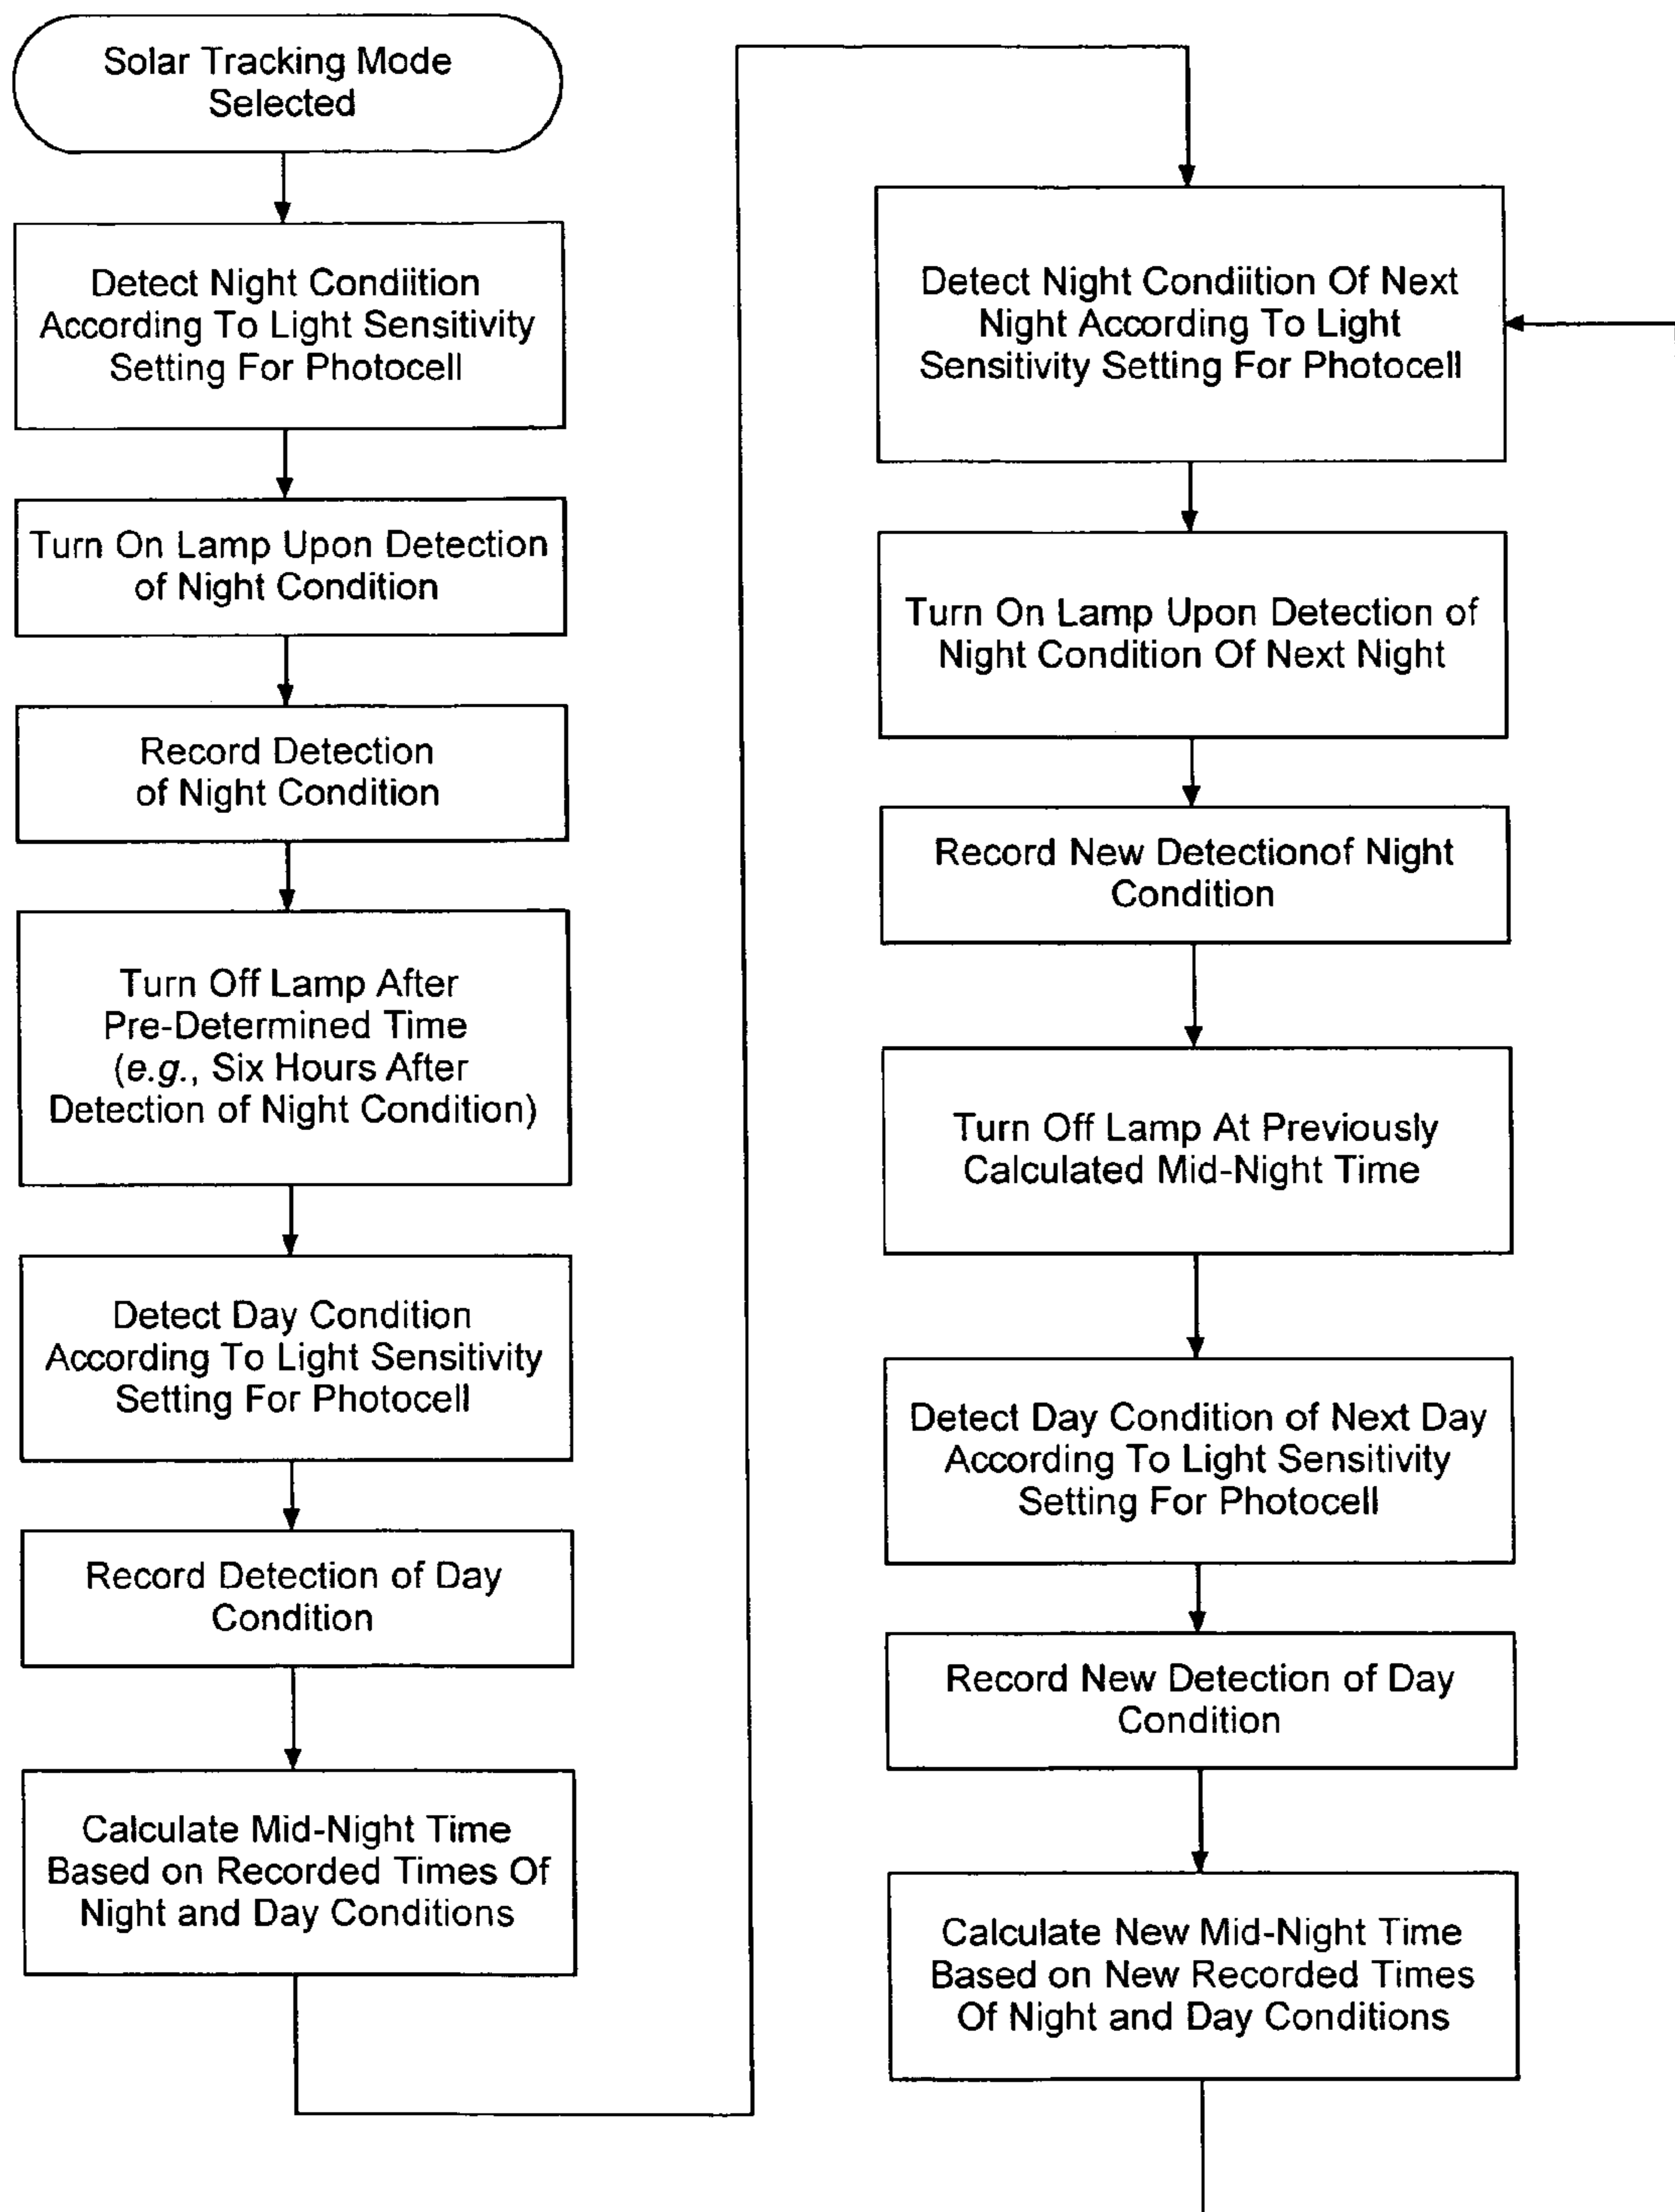 Solar Tracking Mode
Selected
Detect Night Condiition
According To Light Sensitivity
Setting For Photocell
Turn On Lamp Upon Detection
of Night Condition
Record Detection
of Night Condition
Turn Off Lamp After
Pre-Determined Time
(e.g., Six Hours After
Detection of Night Condition)
Detect Day Condition
According To Light Sensitivity
Setting For Photocell
Record Detection of Day
Condition
Calculate Mid-Night Time
Based on Recorded Times Of
Night and Day Conditions
Detect Night Condiition Of Next
Night According To Light
Sensitivity Setting For Photocell
Turn On Lamp Upon Detection of
Night Condition Of Next Night
Record New Detectionof Night
Condition
Turn Off Lamp At Previously
Calculated Mid-Night Time
Detect Day Condition of Next Day
According To Light Sensitivity
Setting For Photocell
Record New Detection of Day
Condition
Calculate New Mid-Night Time
Based on New Recorded Times
Of Night and Day Conditions